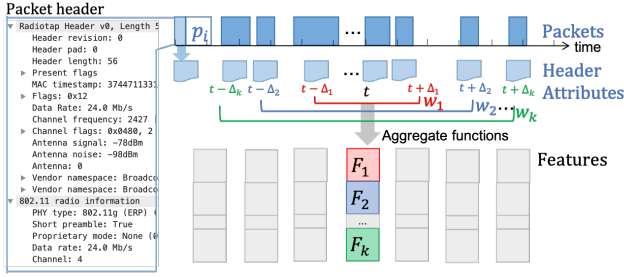 Packet header
Radiotap Header v0, Length 5
Header revision: 0
Header pad: 0
Header length: 56
Present flags
MAC timestamp: 3744711331
Flags: 0x12
Data Rate: 24.0 Mb/s
Channel frequency: 2427 [
Channel flags: 0x0480, 2
Antenna signal: -78dBm
Antenna noise: -98dBm
Antenna: 0
Vendor namespace: Broadco
Vendor namespace: Broadco
802.11 radio information
PHY type: 802.11g (ERP) (
Short preamble: True
Proprietary mode: None (0
Data rate: 24.0 Mb/s
Channel: 4
p_i
...
Packets
time
Header
Attributes
...
t − Δ_k
t − Δ_2
t − Δ_1
t
t + Δ_1
t + Δ_2
t + Δ_k
w_1
w_2
...
w_k
Aggregate functions
Features
F_1
F_2
...
F_k